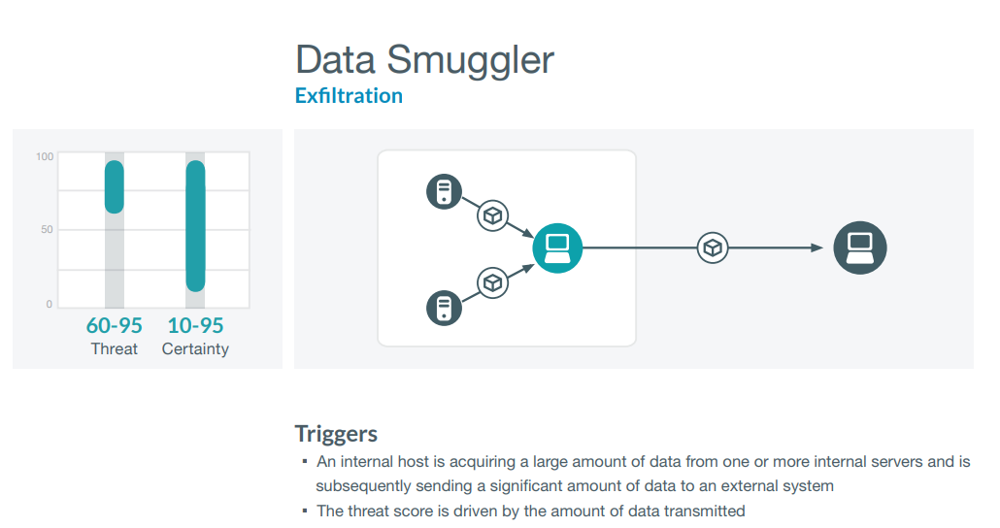 Data Smuggler
Exfiltration
100
50
0
60-95 10-95
Threat Certainty
Triggers
▪ An internal host is acquiring a large amount of data from one or more internal servers and is
subsequently sending a significant amount of data to an external system
▪ The threat score is driven by the amount of data transmitted